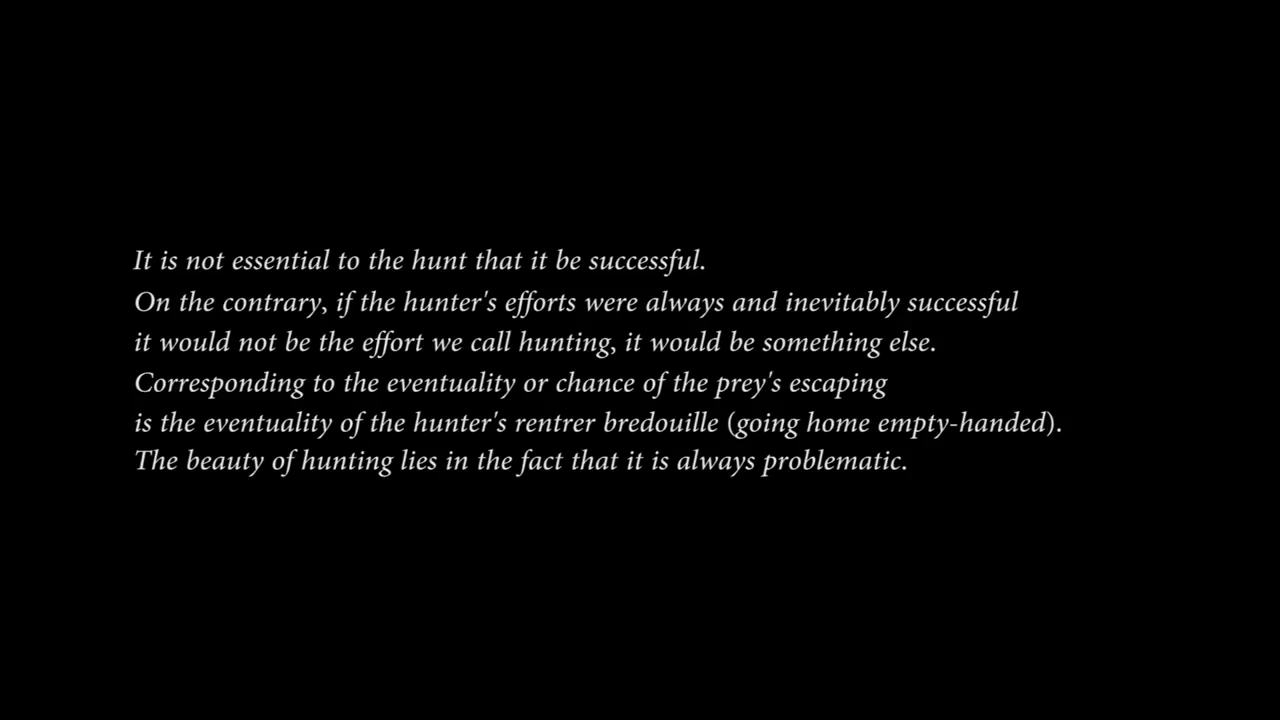 It is not essential to the hunt that it be successful.
On the contrary, if the hunter's efforts were always and inevitably successful
it would not be the effort we call hunting, it would be something else.
Corresponding to the eventuality or chance of the prey's escaping
is the eventuality of the hunter's rentrer bredouille (going home empty-handed).
The beauty of hunting lies in the fact that it is always problematic.